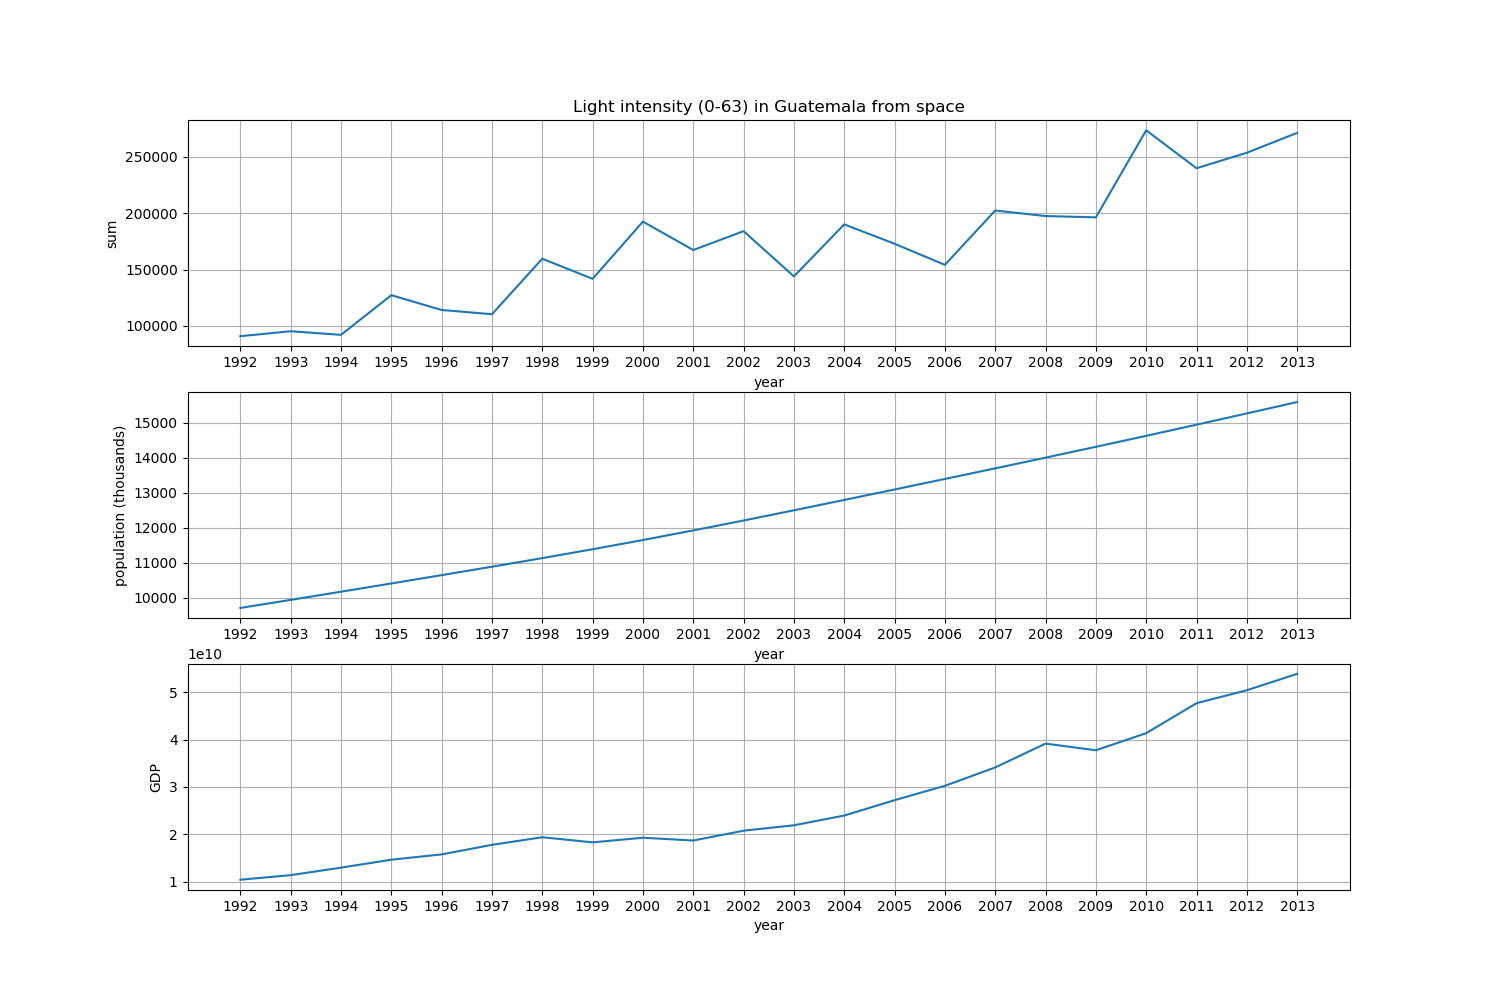 Light intensity (0-63) in Guatemala from space
250000
200000
150000
100000
sum
1992 1993 1994 1995 1996 1997 1998 1999 2000 2001 2002 2003 2004 2005 2006 2007 2008 2009 2010 2011 2012 2013
year
15000
14000
13000
12000
11000
10000
population (thousands)
1992 1993 1994 1995 1996 1997 1998 1999 2000 2001 2002 2003 2004 2005 2006 2007 2008 2009 2010 2011 2012 2013
year
1e10
5
4
3
2
1
GDP
1992 1993 1994 1995 1996 1997 1998 1999 2000 2001 2002 2003 2004 2005 2006 2007 2008 2009 2010 2011 2012 2013
year